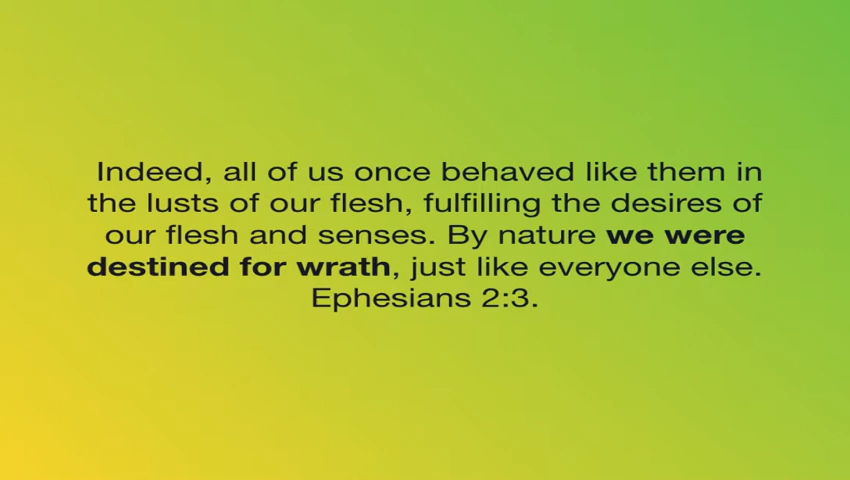 Indeed, all of us once behaved like them in
the lusts of our flesh, fulfilling the desires of
our flesh and senses. By nature we were
destined for wrath, just like everyone else.
Ephesians 2:3.